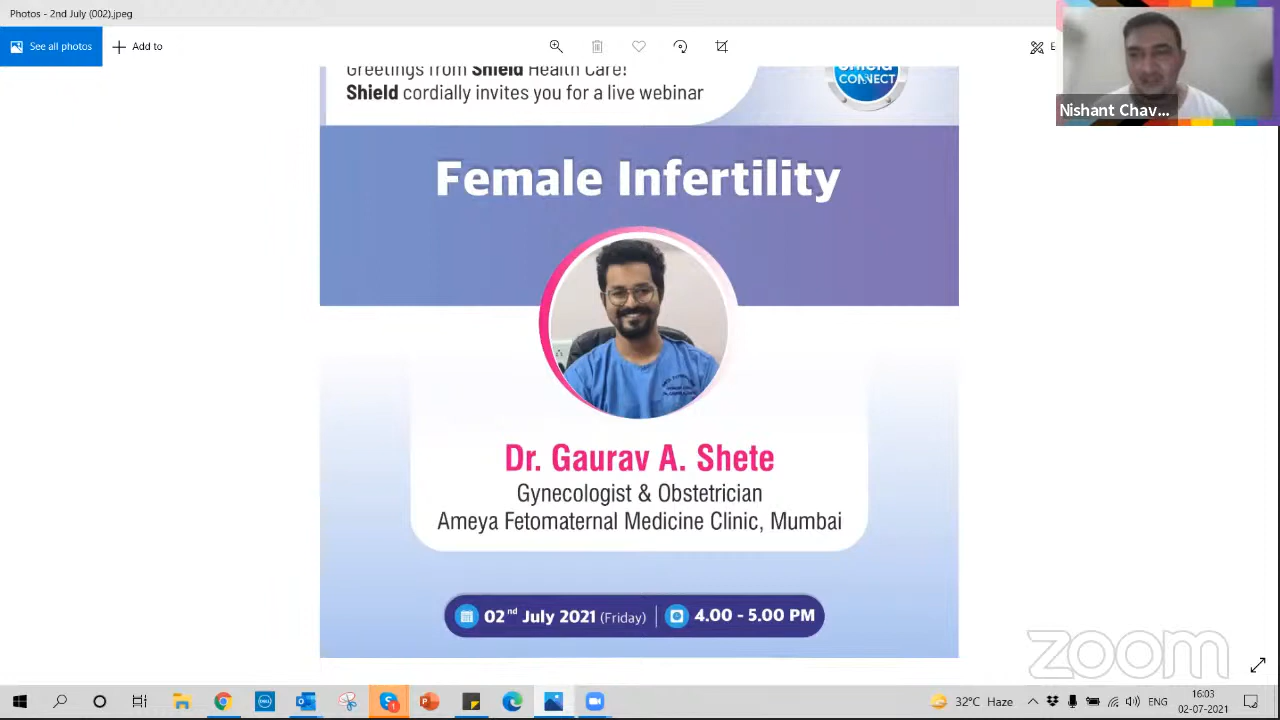 Photos - 2nd July (002).jpeg
See all photos
Add to
Greetings from Shield Health Care!
Shield cordially invites you for a live webinar
Shield
CONNECT
Nishant Chav...
Female Infertility
Dr. Gaurav A. Shete
Gynecologist & Obstetrician
Ameya Fetomaternal Medicine Clinic, Mumbai
02nd July 2021 (Friday) | 4.00 - 5.00 PM
zoom
32°C Haze
ENG
16:03
02-07-2021